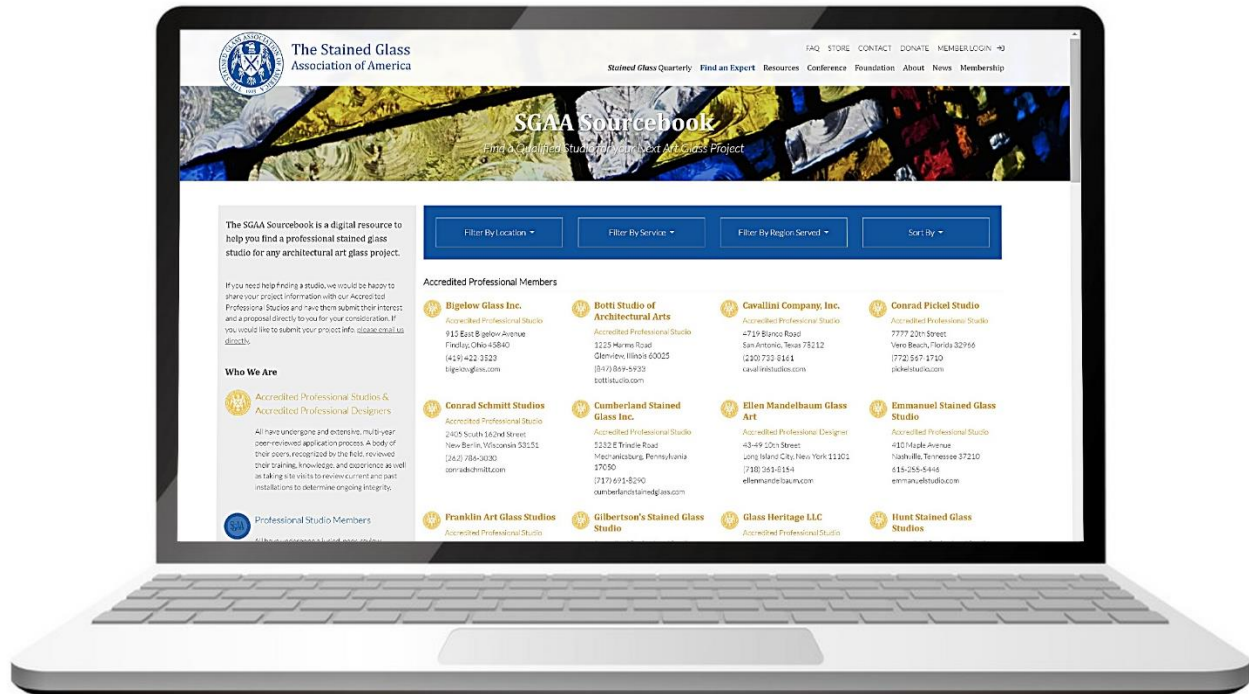 The Stained Glass
Association of America
FAQ STORE CONTACT DONATE MEMBER LOGIN
Stained Glass Quarterly Find an Expert Resources Conference Foundation About News Membership
SGAA Sourcebook
Find a Qualified Studio for your Next Art Glass Project
The SGAA Sourcebook is a digital resource to
help you find a professional stained glass
studio for any architectural art glass project.
If you need help finding a studio, we would be happy to
share your project information with our Accredited
Professional Studios and have them submit their interest
and a proposal directly to you for your consideration. If
you would like to submit your project info, please email us
directly.
Who We Are
Accredited Professional Studios &
Accredited Professional Designers
All have undergone and extensive, multi-year
peer-reviewed application process. A body of
their peers, recognized by the field, reviewed
their training, knowledge, and experience as well
as taking site visits to review current and past
installations to determine ongoing integrity.
Professional Studio Members
Filter By Location
Filter By Service
Filter By Region Served
Sort By
Accredited Professional Members
Bigelow Glass Inc.
Accredited Professional Studio
913 East Bigelow Avenue
Findlay, Ohio 45840
(419) 422-3523
bigelowglass.com
Botti Studio of
Architectural Arts
Accredited Professional Studio
1225 Harms Road
Glenview, Illinois 60025
(847) 869-5933
bottistudio.com
Cavallini Company, Inc.
Accredited Professional Studio
4719 Blanco Road
San Antonio, Texas 78212
(210) 733-8161
cavallinistudios.com
Conrad Pickel Studio
Accredited Professional Studio
7777 20th Street
Vero Beach, Florida 32966
(772) 567-1710
pickelstudio.com
Conrad Schmitt Studios
Accredited Professional Studio
2405 South 162nd Street
New Berlin, Wisconsin 53151
(262) 786-3030
conradschmitt.com
Cumberland Stained
Glass Inc.
Accredited Professional Studio
5232 E Trindle Road
Mechanicsburg, Pennsylvania
17050
(717) 691-8290
cumberlandstainedglass.com
Ellen Mandelbaum Glass
Art
Accredited Professional Designer
43-49 10th Street
Long Island City, New York 11101
(718) 361-8154
ellenmandelbaum.com
Emmanuel Stained Glass
Studio
Accredited Professional Studio
410 Maple Avenue
Nashville, Tennessee 37210
615-255-5446
emmanuelstudio.com
Franklin Art Glass Studios
Accredited Professional Studio
Gilbertson's Stained Glass
Studio
Glass Heritage LLC
Accredited Professional Studio
Hunt Stained Glass
Studios